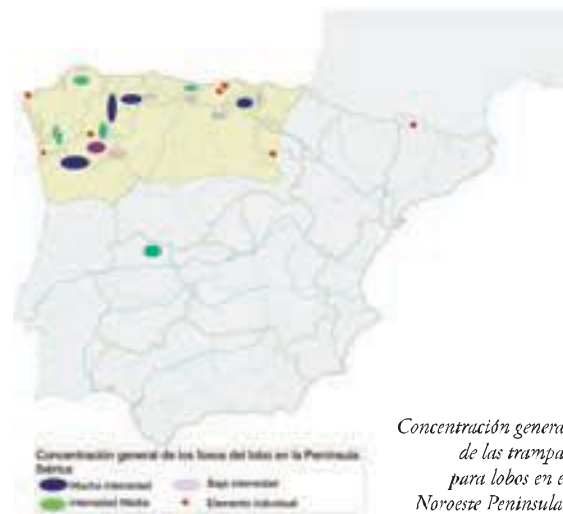 Concentración general de los fosos del lobo en la Península
Ibérica
Mucha intensidad
Baja intensidad
Intensidad Media
Elemento individual
Concentración genera
de las trampa
para lobos en e
Noroeste Peninsula